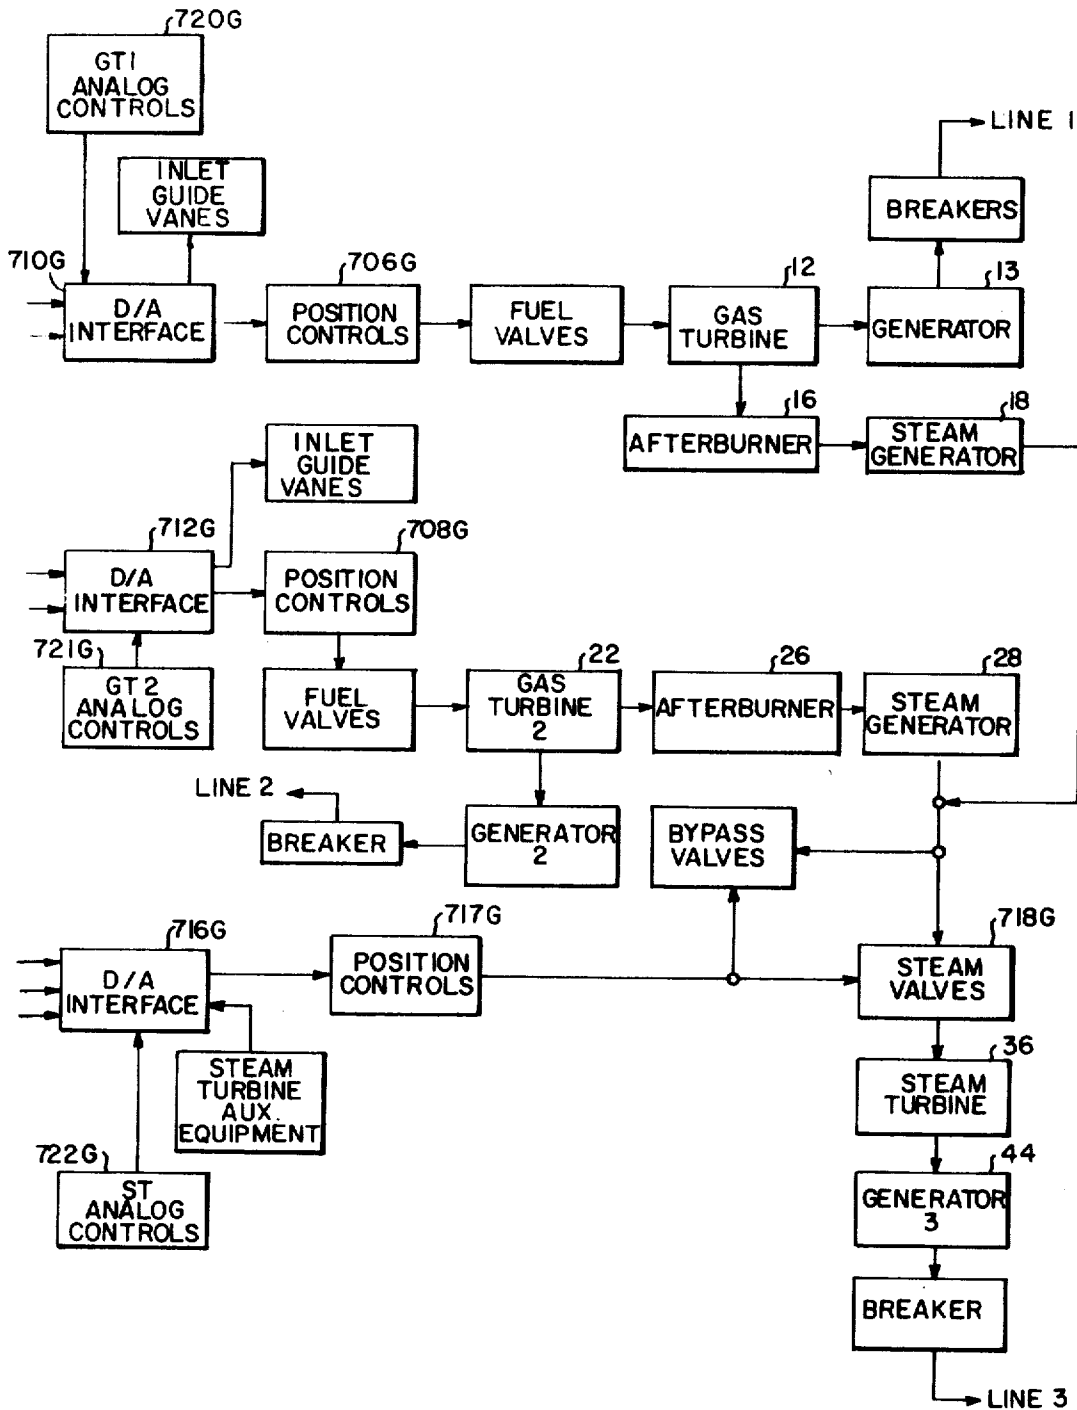 720G
GT1
ANALOG
CONTROLS
LINE 1
INLET
GUIDE
VANES
BREAKERS
710G
D/A
INTERFACE
706G
POSITION
CONTROLS
FUEL
VALVES
12
GAS
TURBINE
13
GENERATOR
16
AFTERBURNER
18
STEAM
GENERATOR
INLET
GUIDE
VANES
712G
D/A
INTERFACE
708G
POSITION
CONTROLS
721G
GT 2
ANALOG
CONTROLS
FUEL
VALVES
22
GAS
TURBINE
2
26
AFTERBURNER
28
STEAM
GENERATOR
LINE 2
BREAKER
GENERATOR
2
BYPASS
VALVES
716G
D/A
INTERFACE
717G
POSITION
CONTROLS
718G
STEAM
VALVES
STEAM
TURBINE
AUX.
EQUIPMENT
36
STEAM
TURBINE
722G
ST
ANALOG
CONTROLS
44
GENERATOR
3
BREAKER
LINE 3